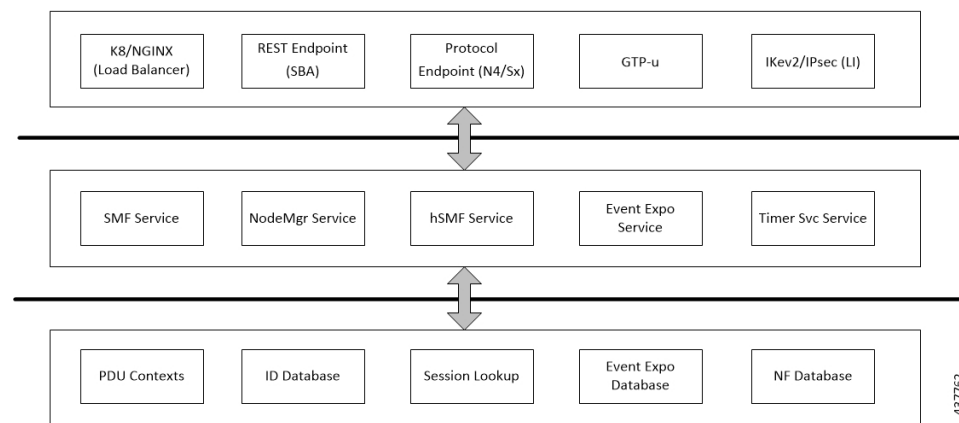 K8/NGINX
(Load Balancer)
REST Endpoint
(SBA)
Protocol
Endpoint (N4/Sx)
GTP-u
IKev2/IPsec (LI)
SMF Service
NodeMgr Service
hSMF Service
Event Expo
Service
Timer Svc Service
PDU Contexts
ID Database
Session Lookup
Event Expo
Database
NF Database
437762